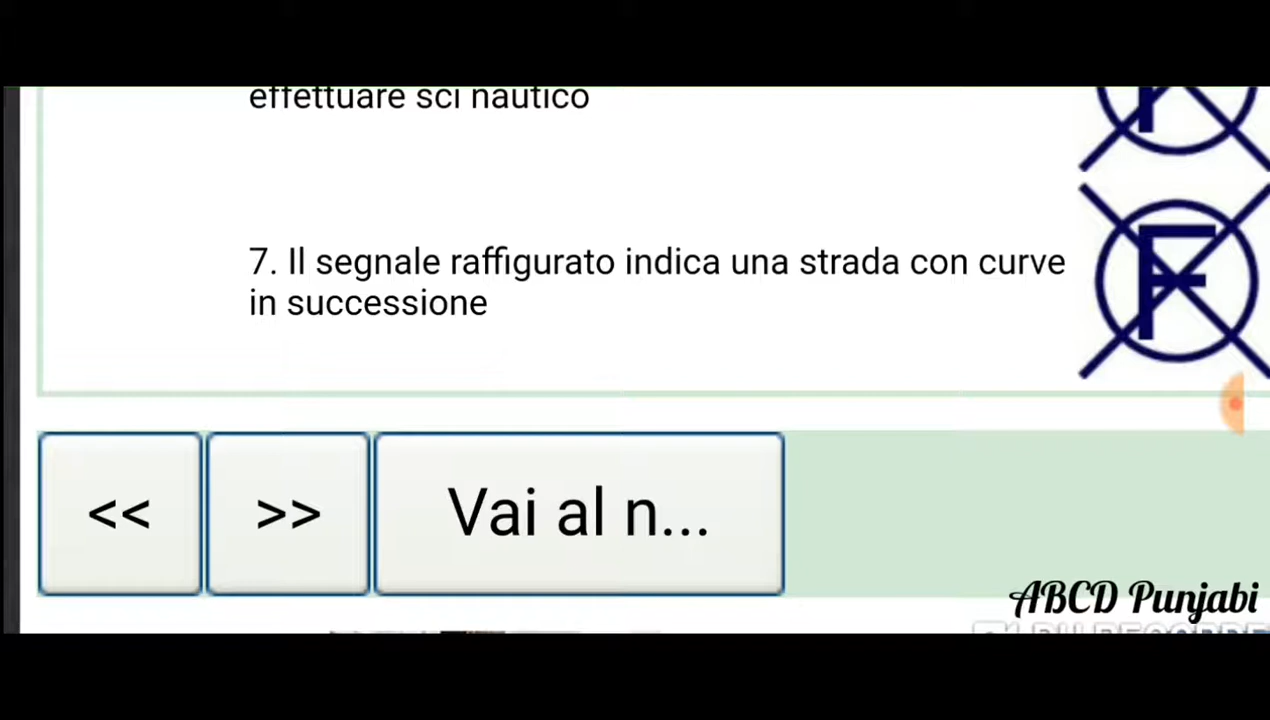 effettuare sci nautico
7. Il segnale raffigurato indica una strada con curve
in successione
F
<< >> Vai al n...
ABCD Punjabi